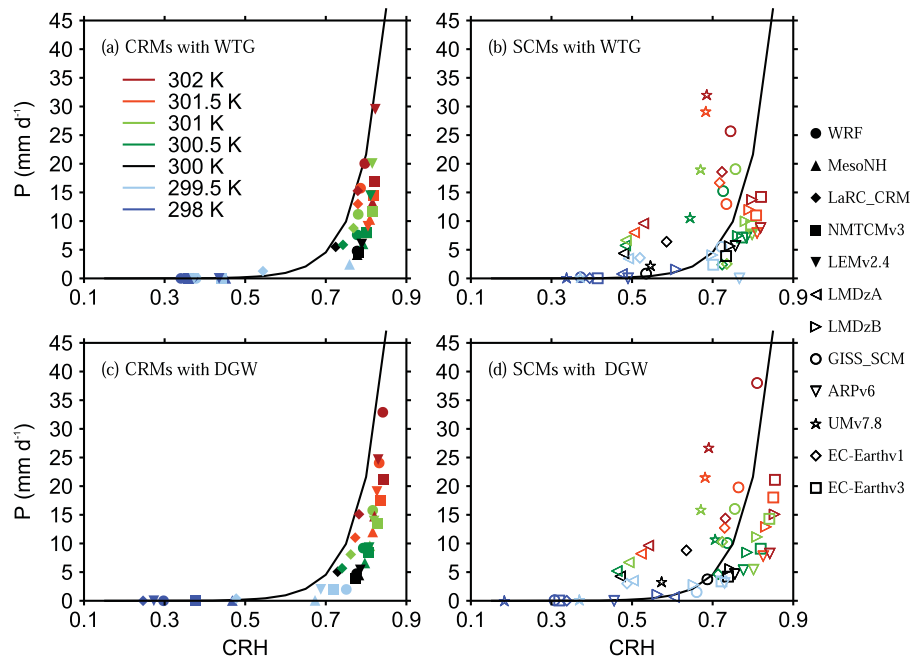 (a) CRMs with WTG
(b) SCMs with WTG
45
40
35
30
25
20
15
10
5
0
P (mm d⁻¹)
302 K
301.5 K
301 K
300.5 K
300 K
299.5 K
298 K
0.1 0.3 0.5 0.7 0.9
45
40
35
30
25
20
15
10
5
0
0.1 0.3 0.5 0.7 0.9
(c) CRMs with DGW
(d) SCMs with DGW
45
40
35
30
25
20
15
10
5
0
P (mm d⁻¹)
0.1 0.3 0.5 0.7 0.9
CRH
45
40
35
30
25
20
15
10
5
0
0.1 0.3 0.5 0.7 0.9
CRH
WRF
MesoNH
LaRC_CRM
NMTCMv3
LEMv2.4
LMDzA
LMDzB
GISS_SCM
ARPv6
UMv7.8
EC-Earthv1
EC-Earthv3